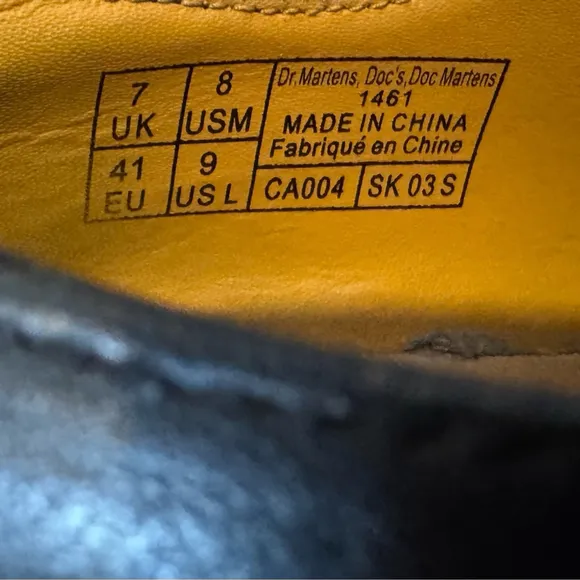 7 UK
8 USM
41 EU
9 US L
Dr. Martens, Doc's, Doc Martens
1461
MADE IN CHINA
Fabriqué en Chine
CA004
SK 03 S